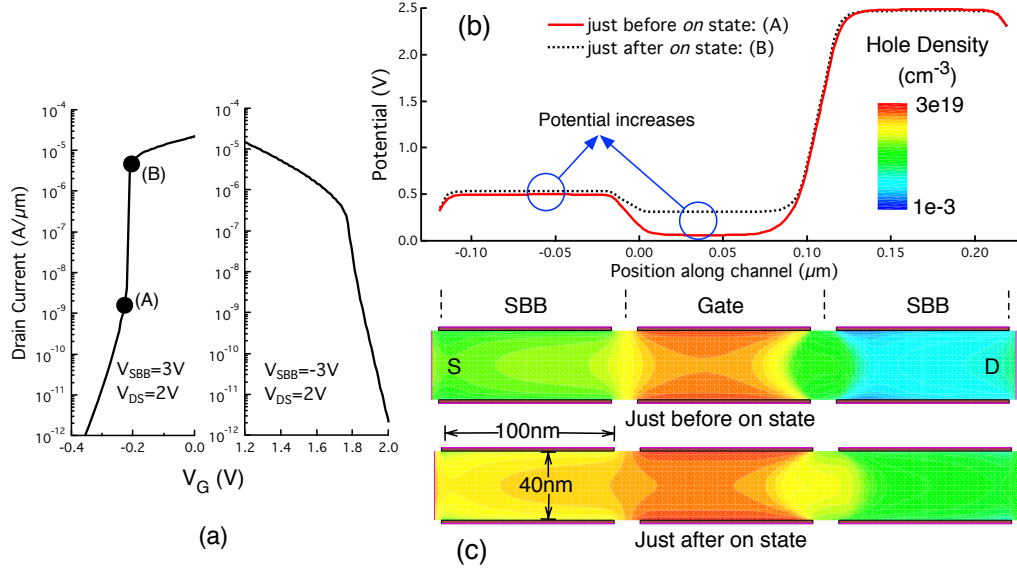 10⁻⁴
10⁻⁵
10⁻⁶
10⁻⁷
10⁻⁸
10⁻⁹
10⁻¹⁰
10⁻¹¹
10⁻¹²
Drain Current (A/µm)
(B)
(A)
V_SBB=3V
V_DS=2V
-0.4
-0.2
0.0
10⁻⁴
10⁻⁵
10⁻⁶
10⁻⁷
10⁻⁸
10⁻⁹
10⁻¹⁰
10⁻¹¹
10⁻¹²
V_SBB=-3V
V_DS=2V
1.2
1.6
2.0
V_G (V)
(a)
(b)
2.5
2.0
1.5
1.0
0.5
0.0
Potential (V)
just before on state: (A)
just after on state: (B)
Potential increases
Hole Density
(cm⁻³)
3e19
1e-3
-0.10
-0.05
0.00
0.05
0.10
0.15
0.20
Position along channel (µm)
SBB
Gate
SBB
S
D
Just before on state
100nm
40nm
Just after on state
(c)